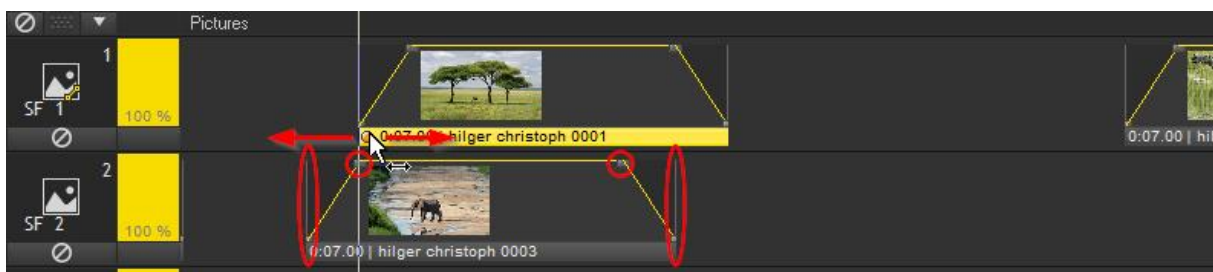 Pictures
1
SF 1
100 %
0:07.00 | hilger christoph 0001
0:07.00 | hil
2
SF 2
100 %
0:07.00 | hilger christoph 0003